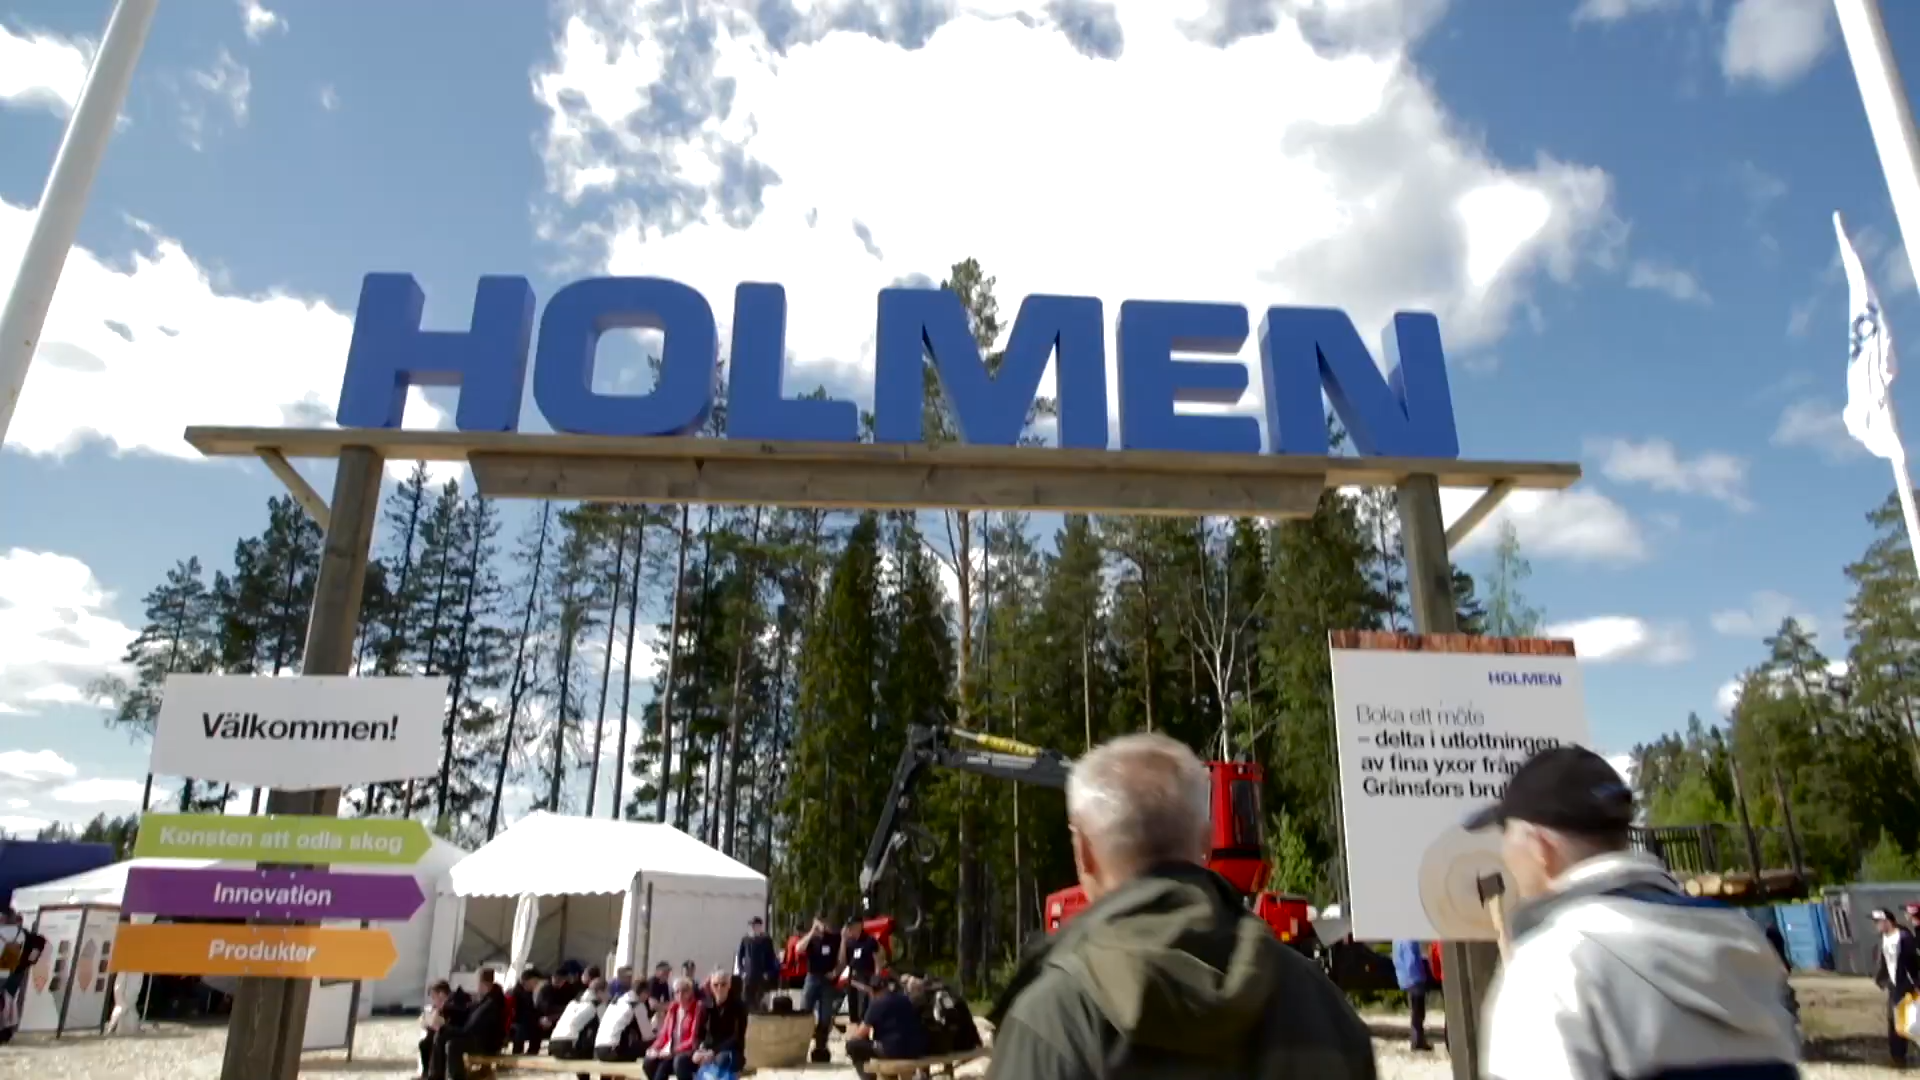 HOLMEN
Välkommen!
Konsten att odla skog
Innovation
Produkter
HOLMEN
Boka ett möte
– delta i utlottningen
av fina yxor från
Gränsfors